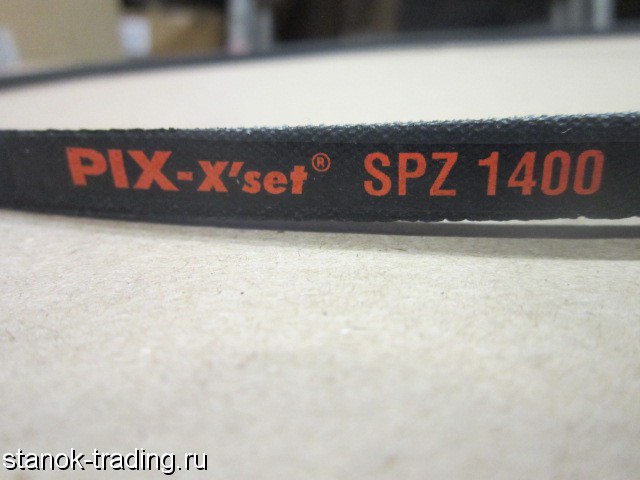 PIX-X'set® SPZ 1400
stanok-trading.ru